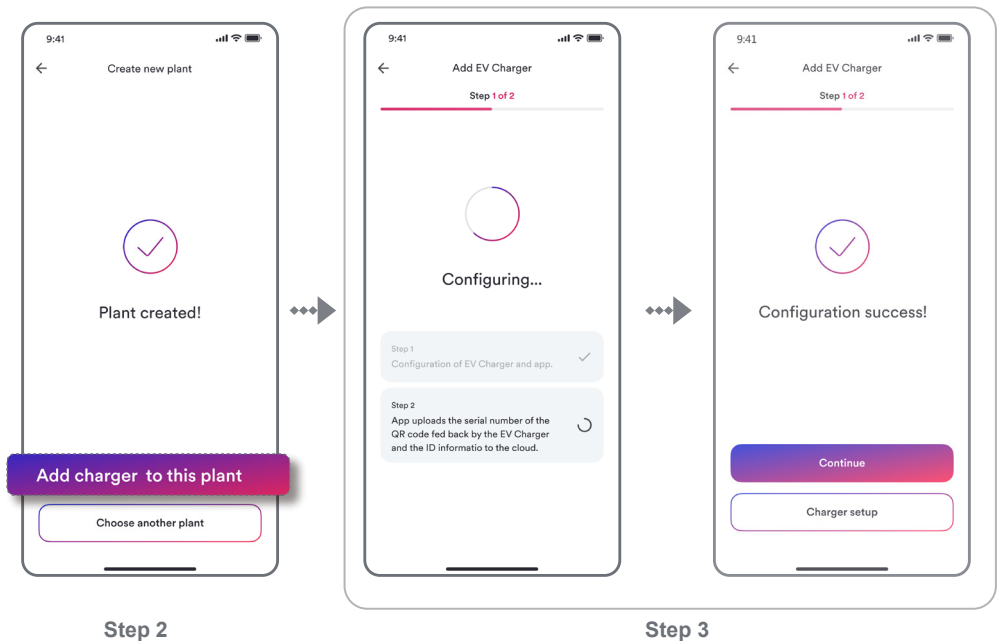 9:41
Create new plant
Plant created!
Add charger to this plant
Choose another plant
Step 2
9:41
Add EV Charger
Step 1 of 2
Configuring...
Step 1
Configuration of EV Charger and app.
Step 2
App uploads the serial number of the
QR code fed back by the EV Charger
and the ID informatio to the cloud.
9:41
Add EV Charger
Step 1 of 2
Configuration success!
Continue
Charger setup
Step 3